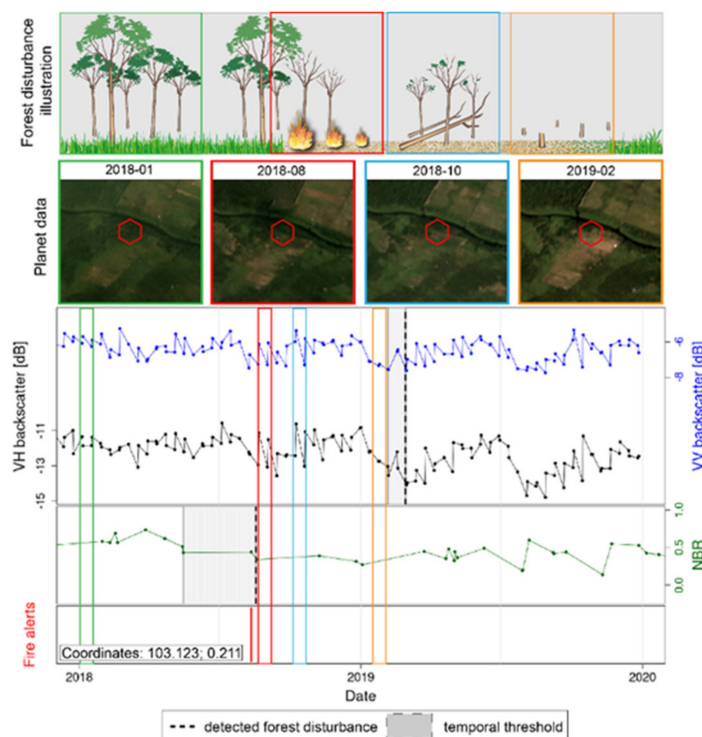 Forest disturbance
illustration
2018-01
2018-08
2018-10
2019-02
Planet data
VH backscatter [dB]
-11
-13
-15
-6
-8
VV backscatter [dB]
1.0
0.5
0.0
NBR
Fire alerts
Coordinates: 103.123; 0.211
2018
2019
2020
Date
detected forest disturbance
temporal threshold